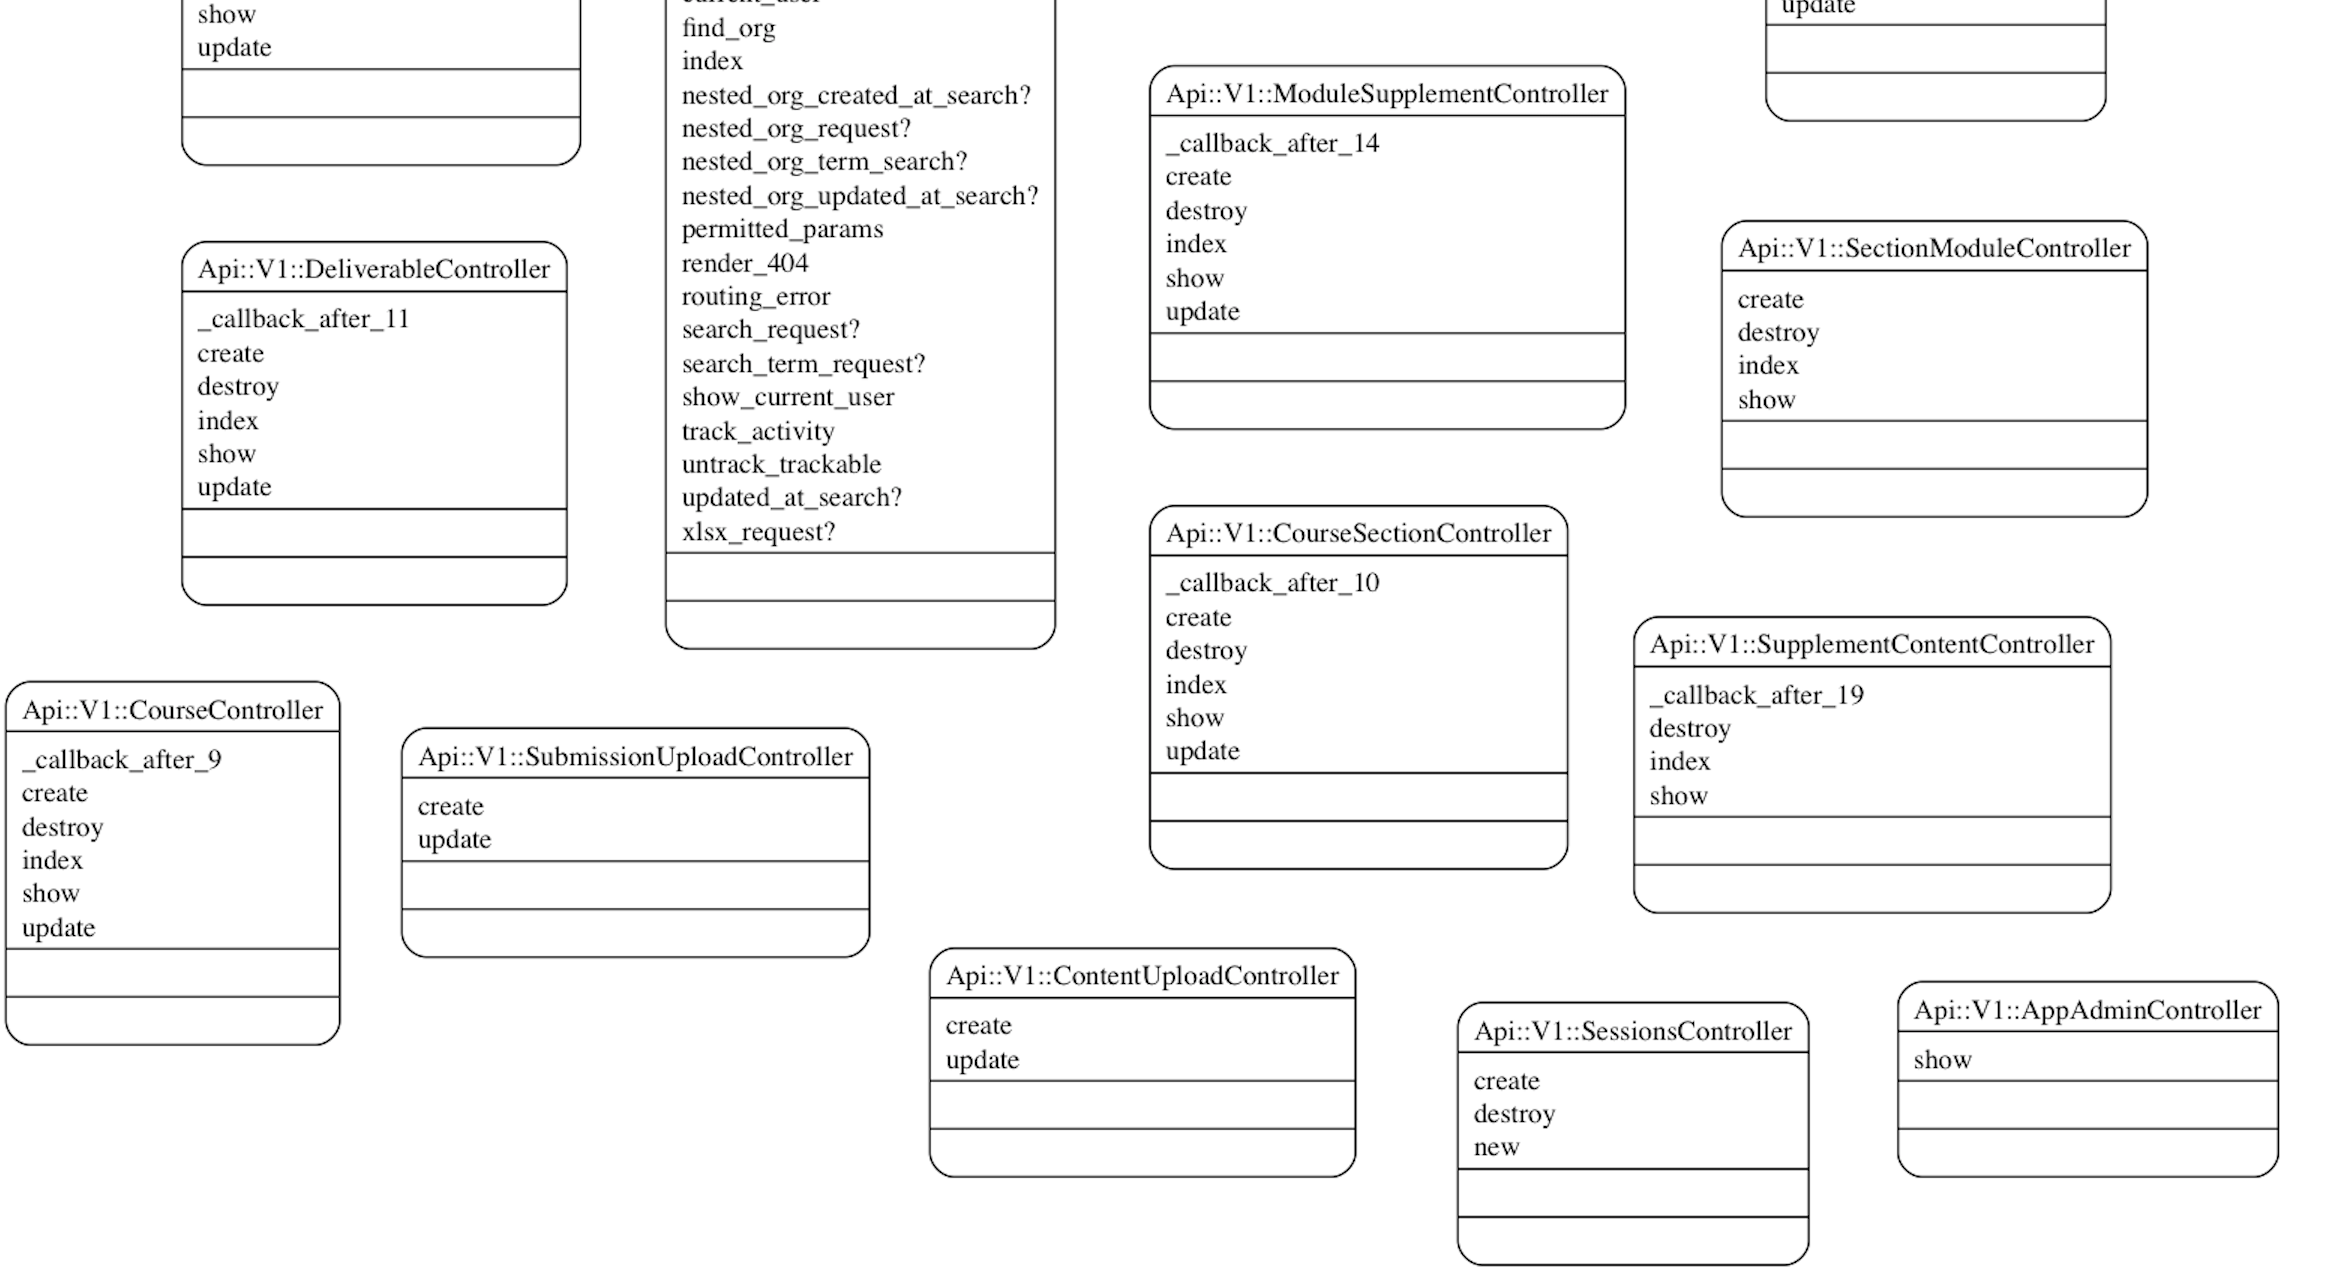 show
update
find_org
index
nested_org_created_at_search?
nested_org_request?
nested_org_term_search?
nested_org_updated_at_search?
permitted_params
render_404
routing_error
search_request?
search_term_request?
show_current_user
track_activity
untrack_trackable
updated_at_search?
xlsx_request?
update
Api::V1::ModuleSupplementController
_callback_after_14
create
destroy
index
show
update
Api::V1::SectionModuleController
create
destroy
index
show
Api::V1::DeliverableController
_callback_after_11
create
destroy
index
show
update
Api::V1::CourseSectionController
_callback_after_10
create
destroy
index
show
update
Api::V1::SupplementContentController
_callback_after_19
destroy
index
show
Api::V1::CourseController
_callback_after_9
create
destroy
index
show
update
Api::V1::SubmissionUploadController
create
update
Api::V1::ContentUploadController
create
update
Api::V1::SessionsController
create
destroy
new
Api::V1::AppAdminController
show